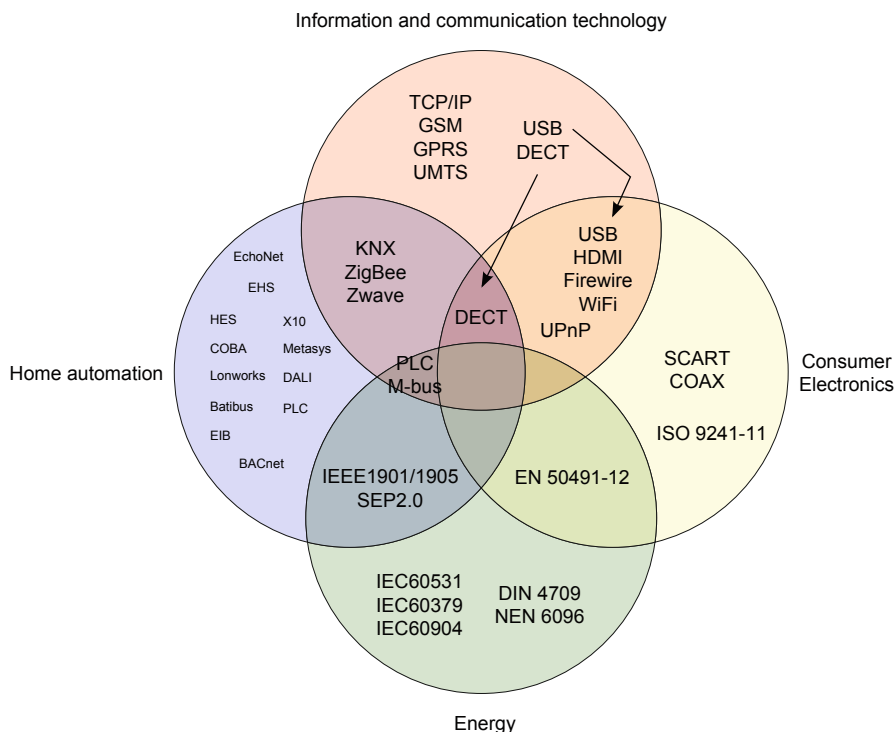 Information and communication technology
TCP/IP
GSM
GPRS
UMTS
USB
DECT
USB
HDMI
Firewire
WiFi
UPnP
KNX
ZigBee
Zwave
DECT
EchoNet
EHS
HES
X10
COBA
Metasys
Lonworks
DALI
Batibus
PLC
EIB
BACnet
Home automation
PLC
M-bus
SCART
COAX
ISO 9241-11
Consumer
Electronics
IEEE1901/1905
SEP2.0
EN 50491-12
IEC60531
IEC60379
IEC60904
DIN 4709
NEN 6096
Energy